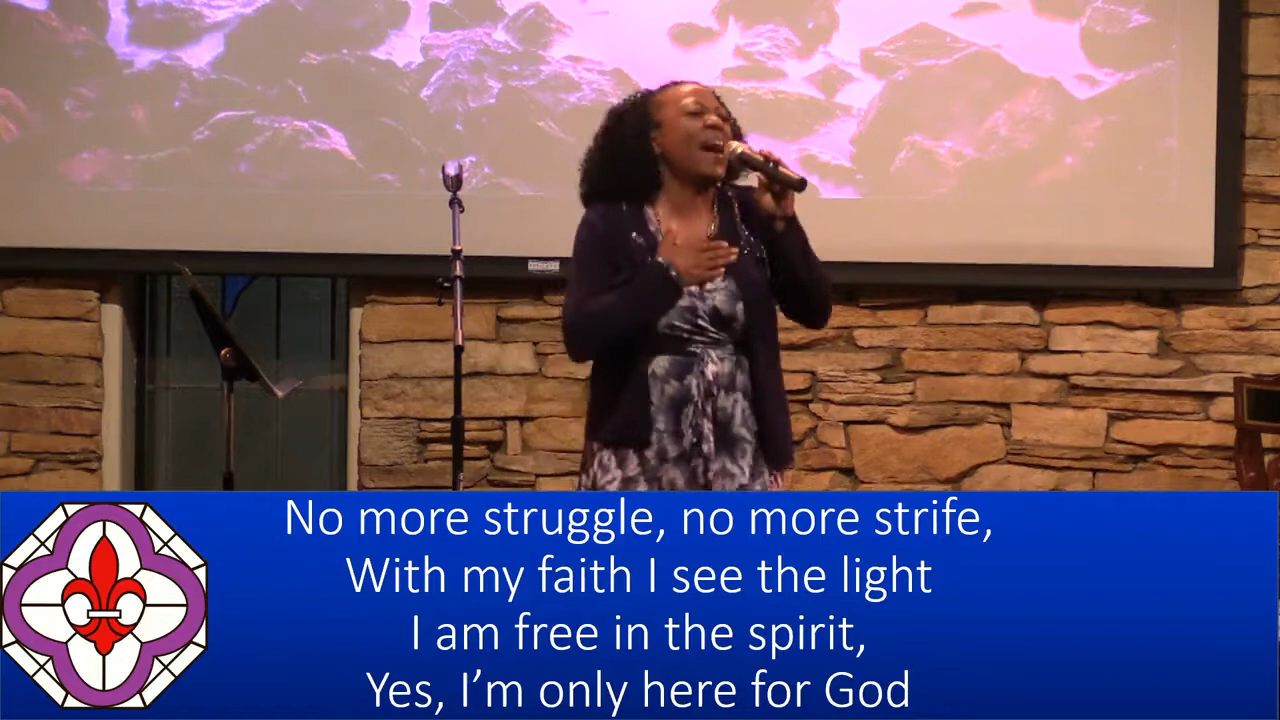 No more struggle, no more strife,
With my faith I see the light
I am free in the spirit,
Yes, I’m only here for God